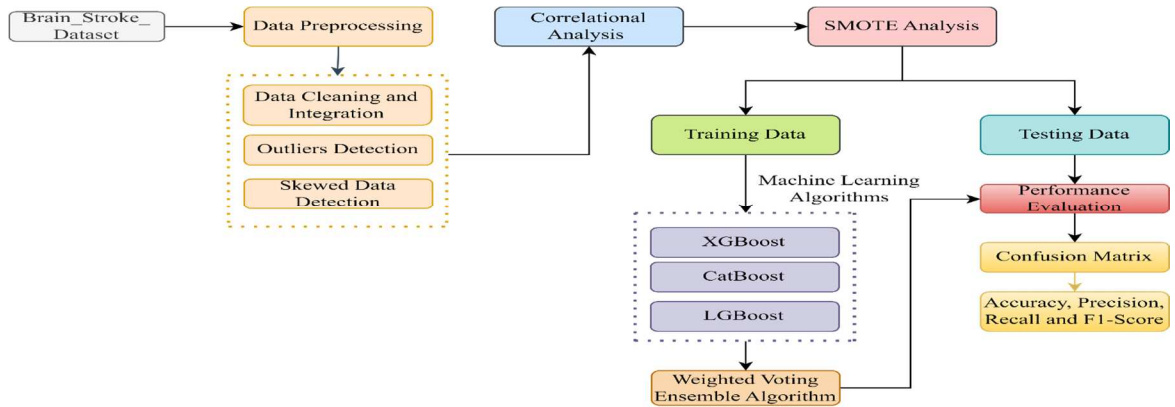 Brain_Stroke_
Dataset
Data Preprocessing
Data Cleaning and
Integration
Outliers Detection
Skewed Data
Detection
Correlational
Analysis
SMOTE Analysis
Training Data
Testing Data
Machine Learning
Algorithms
XGBoost
CatBoost
LGBoost
Weighted Voting
Ensemble Algorithm
Performance
Evaluation
Confusion Matrix
Accuracy, Precision,
Recall and F1-Score